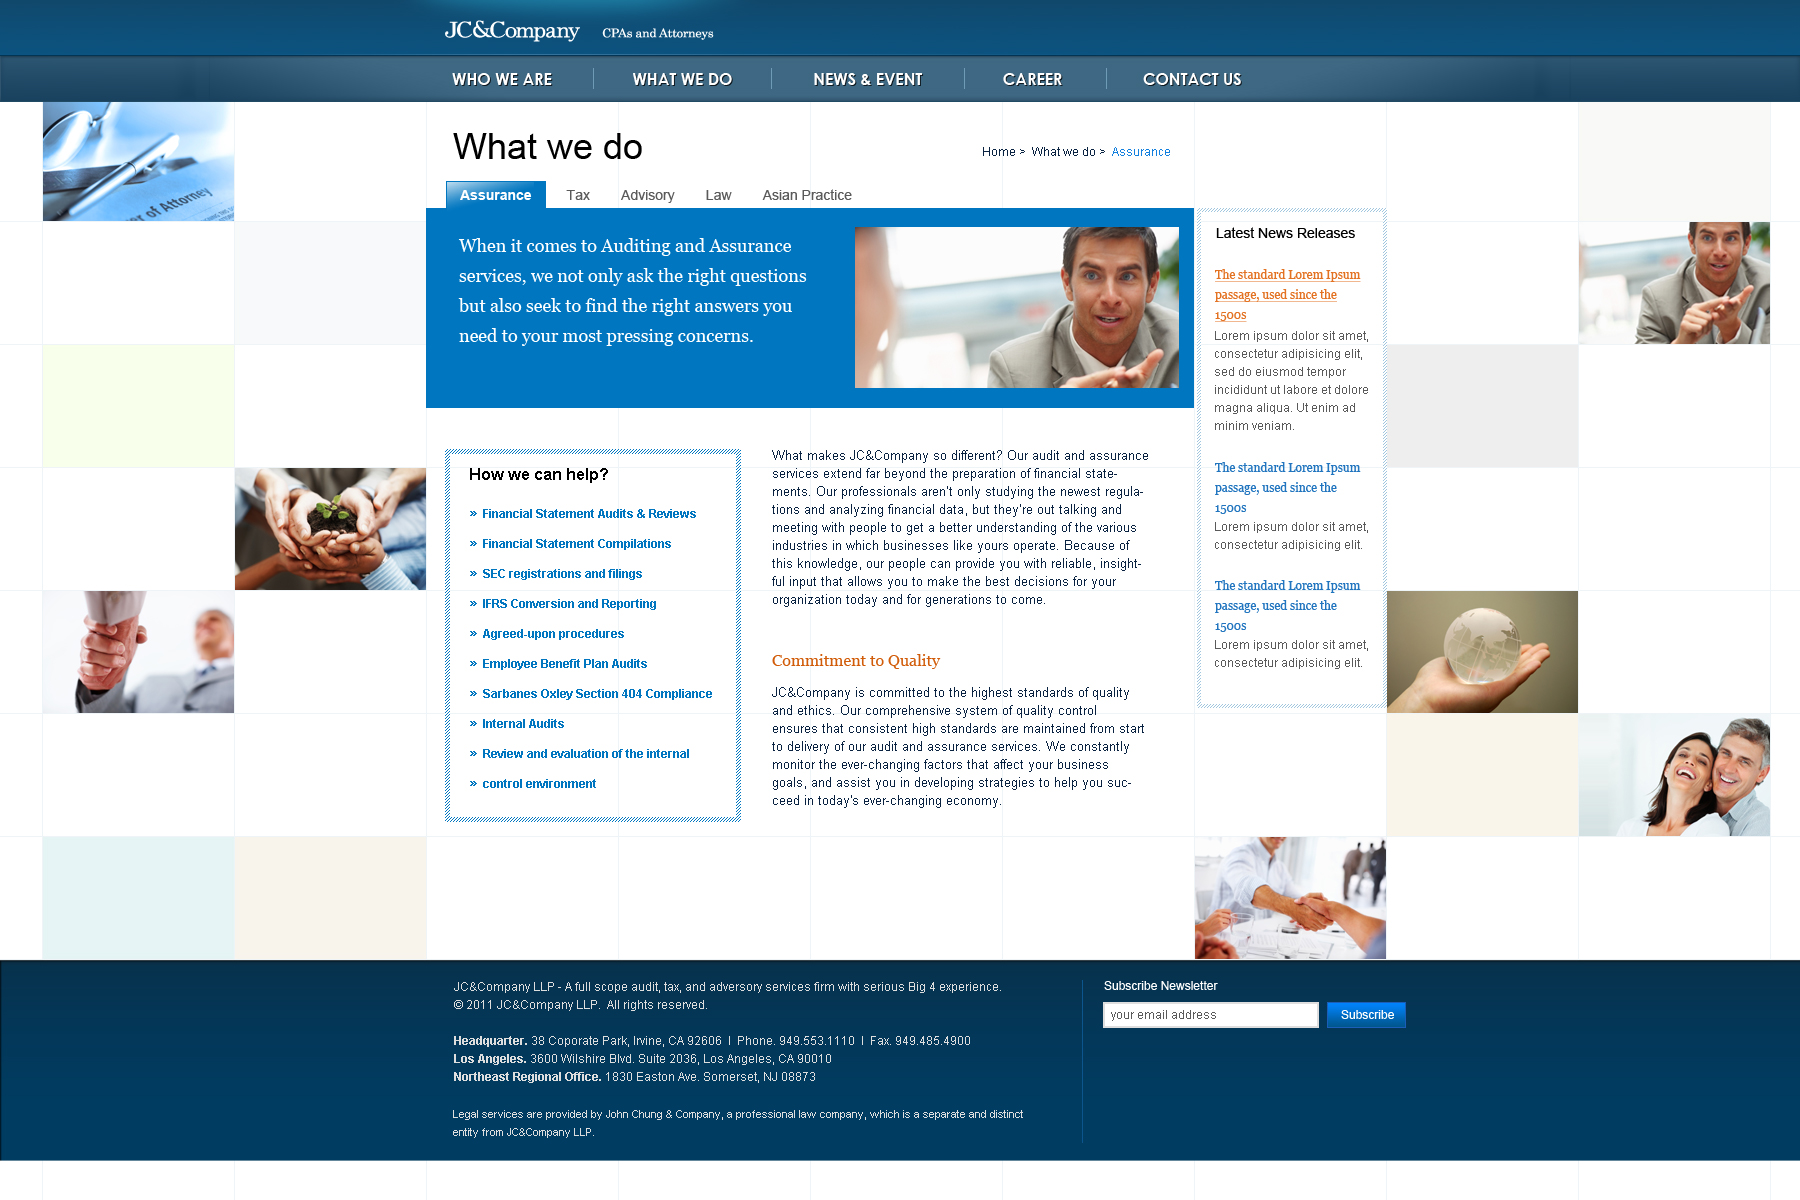 JC&Company CPAs and Attorneys
WHO WE ARE WHAT WE DO NEWS & EVENT CAREER CONTACT US
What we do
Home > What we do > Assurance
Assurance Tax Advisory Law Asian Practice
When it comes to Auditing and Assurance
services, we not only ask the right questions
but also seek to find the right answers you
need to your most pressing concerns.
How we can help?
» Financial Statement Audits & Reviews
» Financial Statement Compilations
» SEC registrations and filings
» IFRS Conversion and Reporting
» Agreed-upon procedures
» Employee Benefit Plan Audits
» Sarbanes Oxley Section 404 Compliance
» Internal Audits
» Review and evaluation of the internal
» control environment
What makes JC&Company so different? Our audit and assurance
services extend far beyond the preparation of financial state-
ments. Our professionals aren't only studying the newest regula-
tions and analyzing financial data, but they're out talking and
meeting with people to get a better understanding of the various
industries in which businesses like yours operate. Because of
this knowledge, our people can provide you with reliable, insight-
ful input that allows you to make the best decisions for your
organization today and for generations to come.
Commitment to Quality
JC&Company is committed to the highest standards of quality
and ethics. Our comprehensive system of quality control
ensures that consistent high standards are maintained from start
to delivery of our audit and assurance services. We constantly
monitor the ever-changing factors that affect your business
goals, and assist you in developing strategies to help you suc-
ceed in today's ever-changing economy.
Latest News Releases
The standard Lorem Ipsum
passage, used since the
1500s
Lorem ipsum dolor sit amet,
consectetur adipisicing elit,
sed do eiusmod tempor
incididunt ut labore et dolore
magna aliqua. Ut enim ad
minim veniam.
The standard Lorem Ipsum
passage, used since the
1500s
Lorem ipsum dolor sit amet,
consectetur adipisicing elit.
The standard Lorem Ipsum
passage, used since the
1500s
Lorem ipsum dolor sit amet,
consectetur adipisicing elit.
er of Attorney
JC&Company LLP - A full scope audit, tax, and adversory services firm with serious Big 4 experience.
© 2011 JC&Company LLP. All rights reserved.
Headquarter. 38 Coporate Park, Irvine, CA 92606 | Phone. 949.553.1110 | Fax. 949.485.4900
Los Angeles. 3600 Wilshire Blvd. Suite 2036, Los Angeles, CA 90010
Northeast Regional Office. 1830 Easton Ave. Somerset, NJ 08873
Legal services are provided by John Chung & Company, a professional law company, which is a separate and distinct
entity from JC&Company LLP.
Subscribe Newsletter
your email address Subscribe